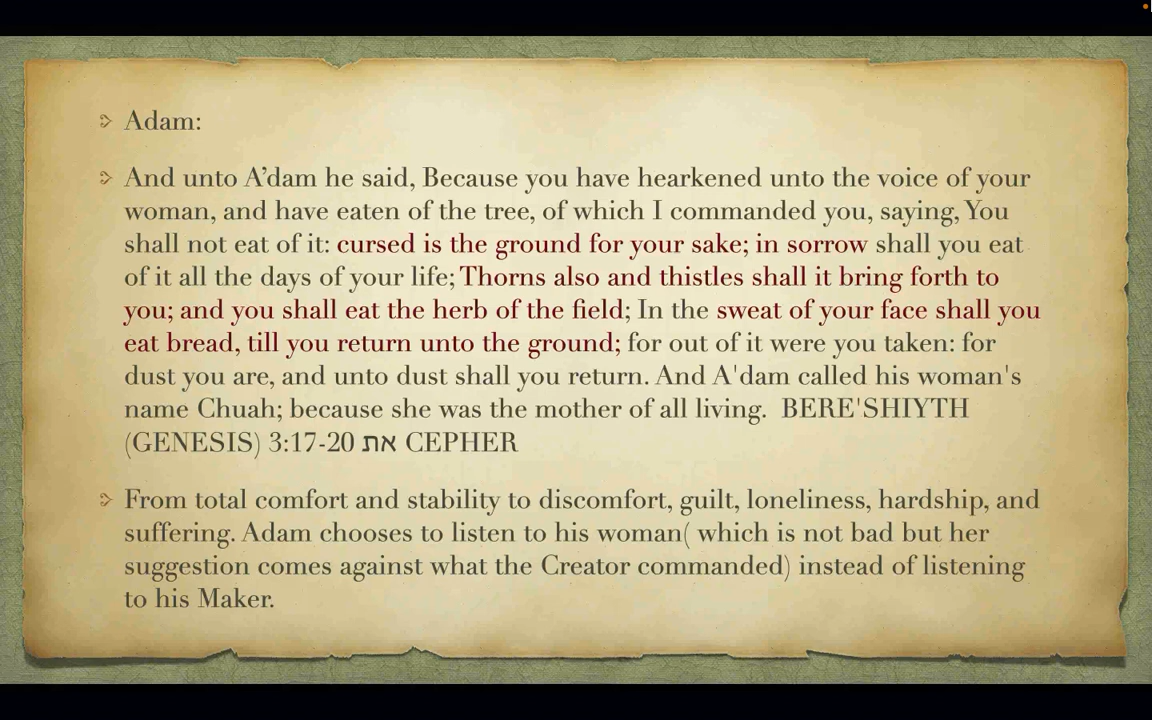 Adam:
And unto A’dam he said, Because you have hearkened unto the voice of your
woman, and have eaten of the tree, of which I commanded you, saying, You
shall not eat of it: cursed is the ground for your sake; in sorrow shall you eat
of it all the days of your life; Thorns also and thistles shall it bring forth to
you; and you shall eat the herb of the field; In the sweat of your face shall you
eat bread, till you return unto the ground; for out of it were you taken: for
dust you are, and unto dust shall you return. And A'dam called his woman's
name Chuah; because she was the mother of all living. BERE'SHIYTH
(GENESIS) 3:17-20 את CEPHER
From total comfort and stability to discomfort, guilt, loneliness, hardship, and
suffering. Adam chooses to listen to his woman( which is not bad but her
suggestion comes against what the Creator commanded) instead of listening
to his Maker.